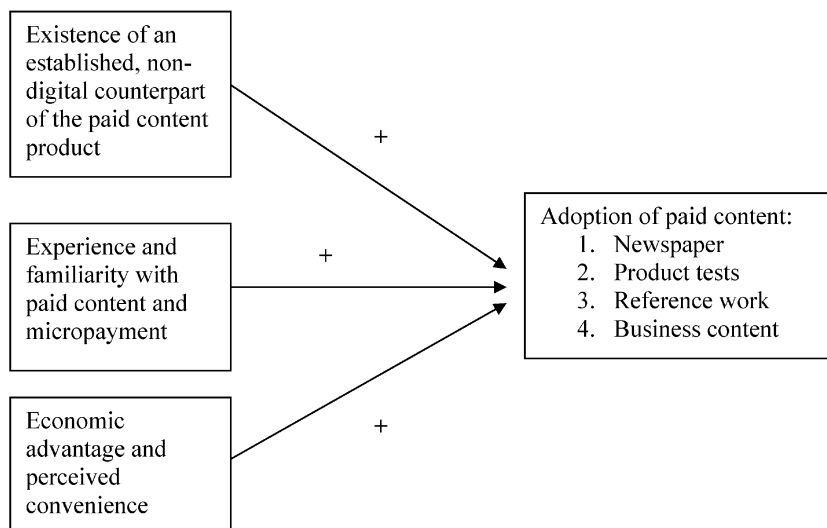 Existence of an
established, non-
digital counterpart
of the paid content
product
+
Experience and
familiarity with
paid content and
micropayment
+
Economic
advantage and
perceived
convenience
+
Adoption of paid content:
1. Newspaper
2. Product tests
3. Reference work
4. Business content